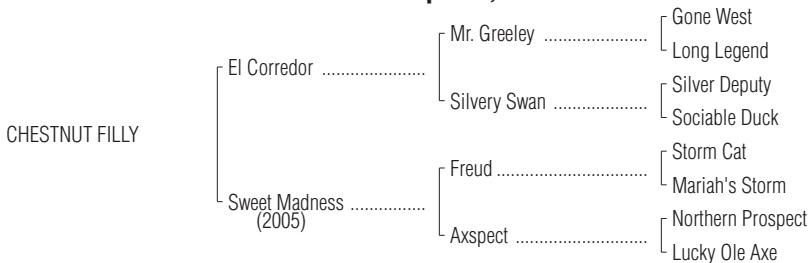 Gone West
Mr. Greeley ......................
Long Legend
El Corredor ......................
Silver Deputy
Silvery Swan ....................
Sociable Duck
CHESTNUT FILLY
Storm Cat
Freud ................................
Mariah's Storm
Sweet Madness ................
(2005)
Northern Prospect
Axspect ............................
Lucky Ole Axe